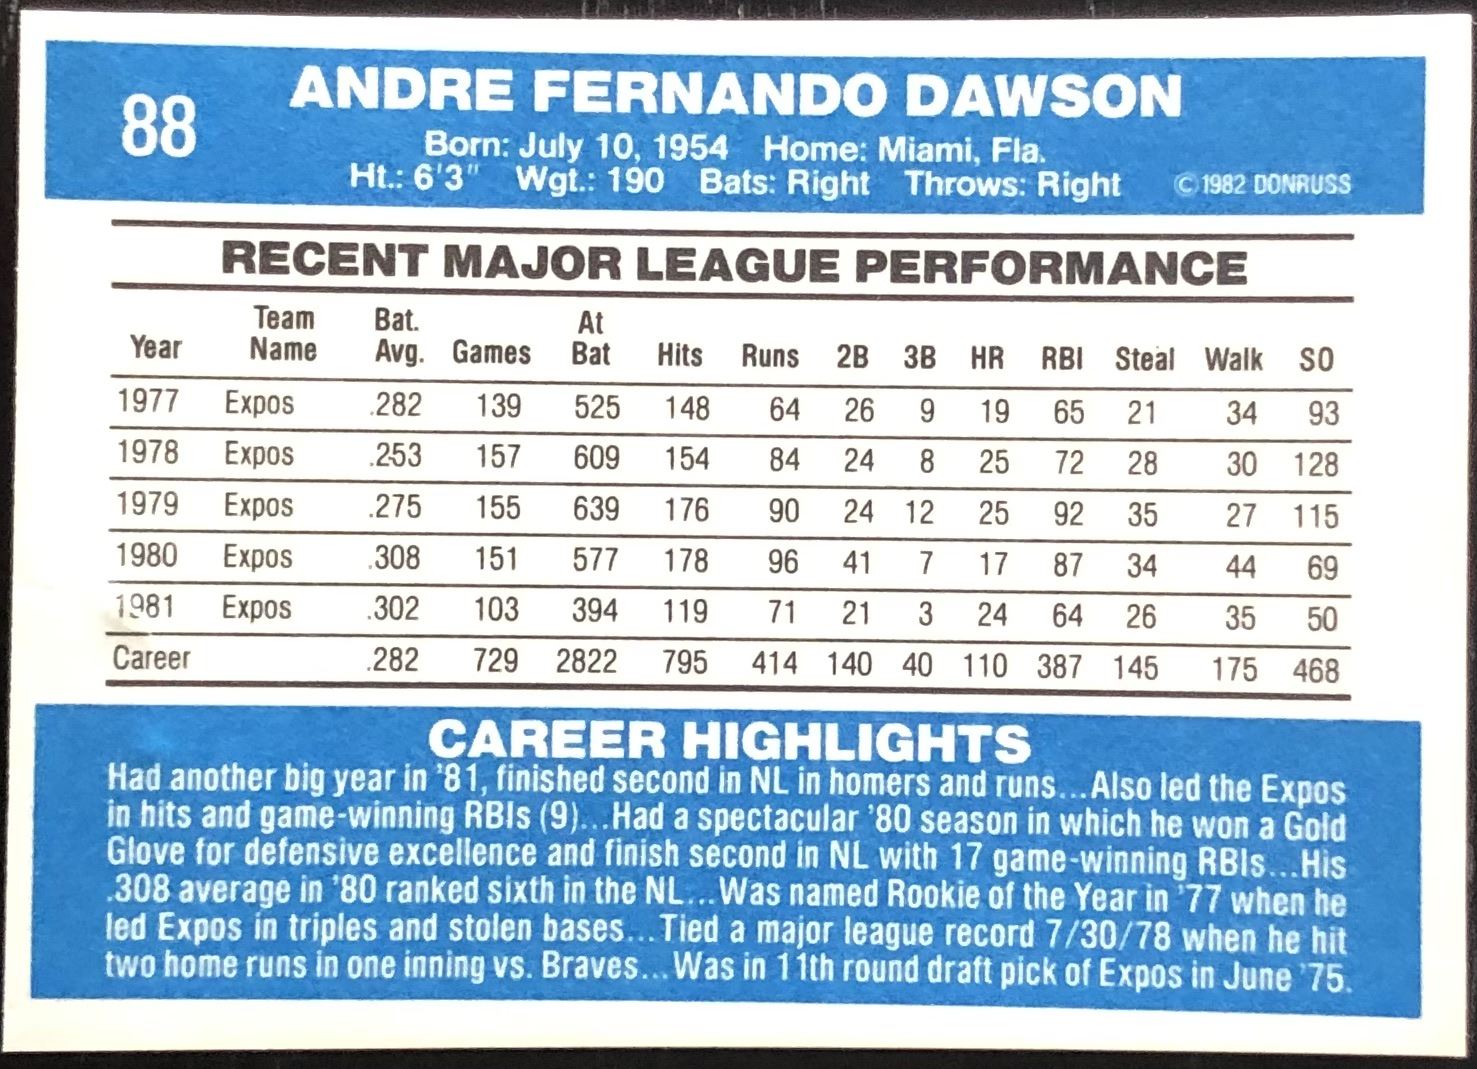 88
ANDRE FERNANDO DAWSON
Born: July 10, 1954 Home: Miami, Fla.
Ht.: 6'3" Wgt.: 190 Bats: Right Throws: Right © 1982 DONRUSS
RECENT MAJOR LEAGUE PERFORMANCE
Year Team Name Bat. Avg. Games At Bat Hits Runs 2B 3B HR RBI Steal Walk SO
1977 Expos .282 139 525 148 64 26 9 19 65 21 34 93
1978 Expos .253 157 609 154 84 24 8 25 72 28 30 128
1979 Expos .275 155 639 176 90 24 12 25 92 35 27 115
1980 Expos .308 151 577 178 96 41 7 17 87 34 44 69
1981 Expos .302 103 394 119 71 21 3 24 64 26 35 50
Career .282 729 2822 795 414 140 40 110 387 145 175 468
CAREER HIGHLIGHTS
Had another big year in '81, finished second in NL in homers and runs...Also led the Expos
in hits and game-winning RBIs (9)...Had a spectacular '80 season in which he won a Gold
Glove for defensive excellence and finish second in NL with 17 game-winning RBIs...His
.308 average in '80 ranked sixth in the NL...Was named Rookie of the Year in '77 when he
led Expos in triples and stolen bases...Tied a major league record 7/30/78 when he hit
two home runs in one inning vs. Braves...Was in 11th round draft pick of Expos in June '75.